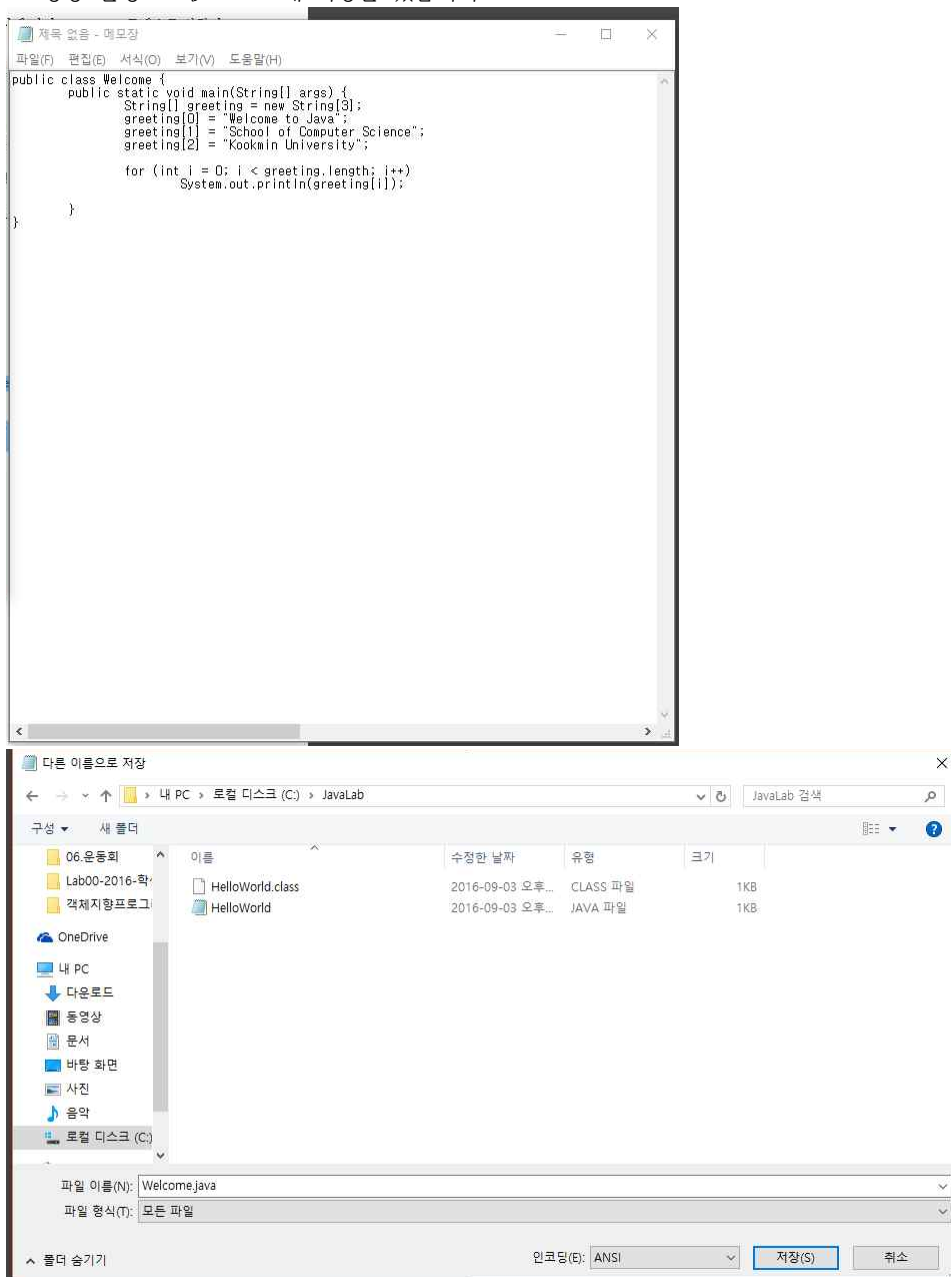 제목 없음 - 메모장
파일(F) 편집(E) 서식(O) 보기(V) 도움말(H)
public class Welcome {
public static void main(String[] args) {
String[] greeting = new String[3];
greeting[0] = "Welcome to Java";
greeting[1] = "School of Computer Science";
greeting[2] = "Kookmin University";
for (int i = 0; i < greeting.length; i++)
System.out.println(greeting[i]);
}
}
다른 이름으로 저장
내 PC › 로컬 디스크 (C:) › JavaLab
JavaLab 검색
구성 새 폴더
이름 수정한 날짜 유형 크기
06.운동회
Lab00-2016-학
객체지향프로그
OneDrive
내 PC
다운로드
동영상
문서
바탕 화면
사진
음악
로컬 디스크 (C:)
HelloWorld.class 2016-09-03 오후... CLASS 파일 1KB
HelloWorld 2016-09-03 오후... JAVA 파일 1KB
파일 이름(N): Welcome.java
파일 형식(T): 모든 파일
폴더 숨기기
인코딩(E): ANSI 저장(S) 취소